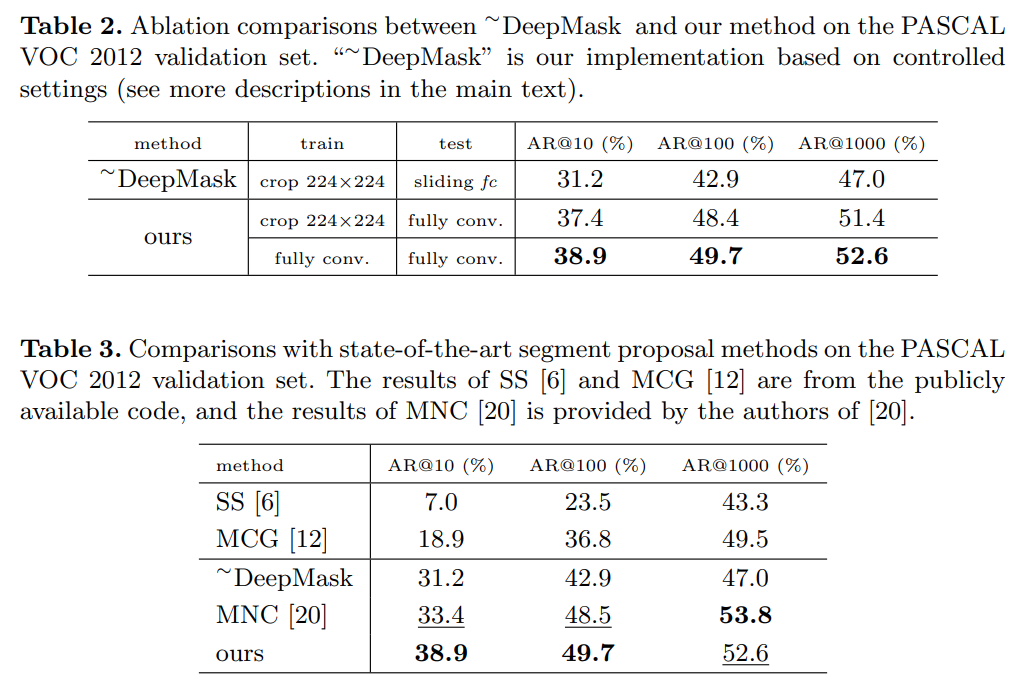 Table 2. Ablation comparisons between ~DeepMask and our method on the PASCAL
VOC 2012 validation set. “~DeepMask” is our implementation based on controlled
settings (see more descriptions in the main text).
method train test AR@10 (%) AR@100 (%) AR@1000 (%)
~DeepMask crop 224×224 sliding fc 31.2 42.9 47.0
crop 224×224 fully conv. 37.4 48.4 51.4
ours
fully conv. fully conv. 38.9 49.7 52.6
Table 3. Comparisons with state-of-the-art segment proposal methods on the PASCAL
VOC 2012 validation set. The results of SS [6] and MCG [12] are from the publicly
available code, and the results of MNC [20] is provided by the authors of [20].
method AR@10 (%) AR@100 (%) AR@1000 (%)
SS [6] 7.0 23.5 43.3
MCG [12] 18.9 36.8 49.5
~DeepMask 31.2 42.9 47.0
MNC [20] 33.4 48.5 53.8
ours 38.9 49.7 52.6